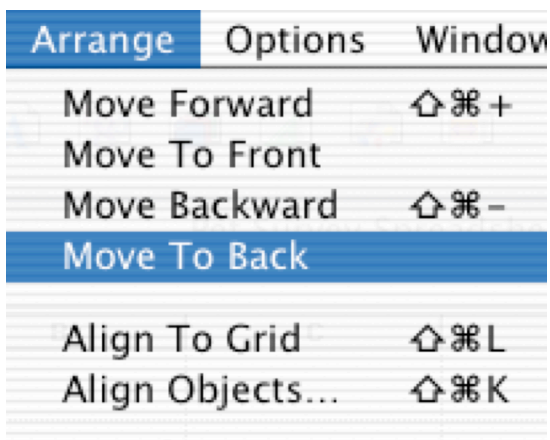 Arrange Options Window
Move Forward ⇧⌘+
Move To Front
Move Backward ⇧⌘-
Move To Back
Align To Grid ⇧⌘L
Align Objects... ⇧⌘K